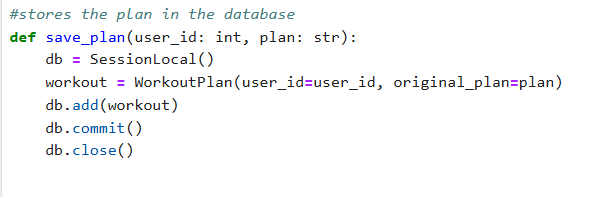 #stores the plan in the database
def save_plan(user_id: int, plan: str):
    db = SessionLocal()
    workout = WorkoutPlan(user_id=user_id, original_plan=plan)
    db.add(workout)
    db.commit()
    db.close()